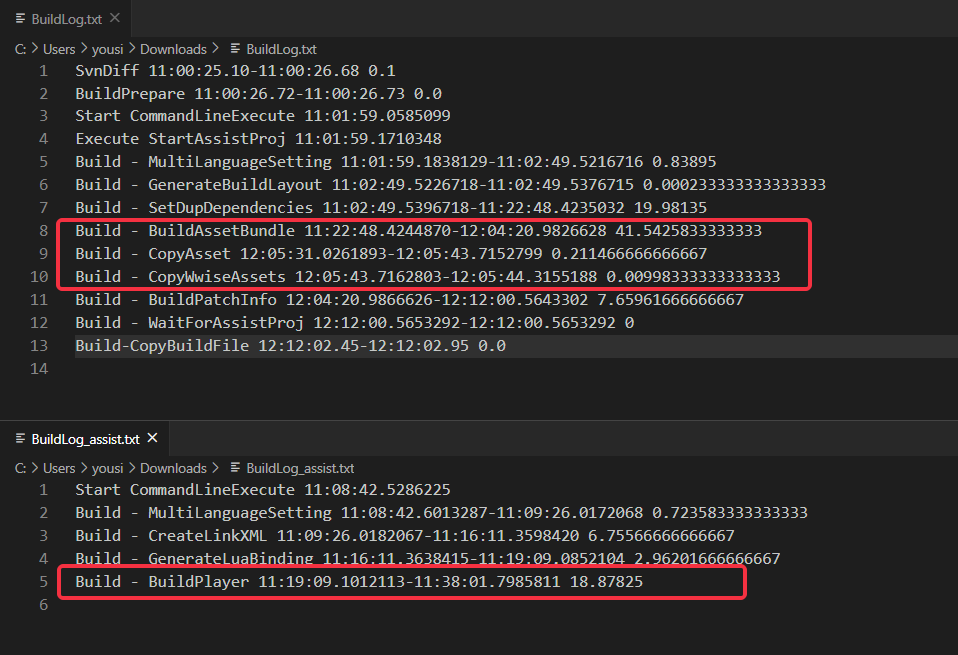 BuildLog.txt
C: > Users > yousi > Downloads > BuildLog.txt
1 SvnDiff 11:00:25.10-11:00:26.68 0.1
2 BuildPrepare 11:00:26.72-11:00:26.73 0.0
3 Start CommandLineExecute 11:01:59.0585099
4 Execute StartAssistProj 11:01:59.1710348
5 Build - MultiLanguageSetting 11:01:59.1838129-11:02:49.5216716 0.83895
6 Build - GenerateBuildLayout 11:02:49.5226718-11:02:49.5376715 0.000233333333333333
7 Build - SetDupDependencies 11:02:49.5396718-11:22:48.4235032 19.98135
8 Build - BuildAssetBundle 11:22:48.4244870-12:04:20.9826628 41.5425833333333
9 Build - CopyAsset 12:05:31.0261893-12:05:43.7152799 0.211466666666667
10 Build - CopyWwiseAssets 12:05:43.7162803-12:05:44.3155188 0.00998333333333333
11 Build - BuildPatchInfo 12:04:20.9866626-12:12:00.5643302 7.65961666666667
12 Build - WaitForAssistProj 12:12:00.5653292-12:12:00.5653292 0
13 Build-CopyBuildFile 12:12:02.45-12:12:02.95 0.0
14
BuildLog_assist.txt
C: > Users > yousi > Downloads > BuildLog_assist.txt
1 Start CommandLineExecute 11:08:42.5286225
2 Build - MultiLanguageSetting 11:08:42.6013287-11:09:26.0172068 0.723583333333333
3 Build - CreateLinkXML 11:09:26.0182067-11:16:11.3598420 6.75566666666667
4 Build - GenerateLuaBinding 11:16:11.3638415-11:19:09.0852104 2.96201666666667
5 Build - BuildPlayer 11:19:09.1012113-11:38:01.7985811 18.87825
6